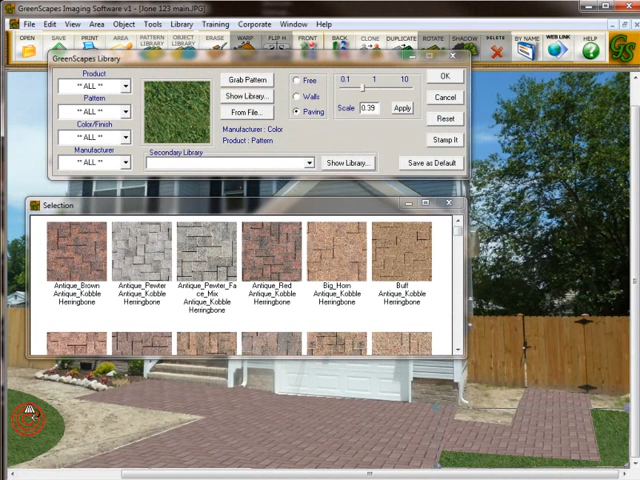 GreenScapes Imaging Software v1 - [Jone 123 main.JPG]
File Edit View Area Object Tools Training Corporate Window Help
OPEN SAVE PRINT AREA PATTERN LIBRARY OBJECT LIBRARY ERASE WARP FLIP H FRONT BACK CLONE DUPLICATE ROTATE SHADOW DELETE BY NAME WEB LINK HELP GS
GreenScapes Library
Product
** ALL **
Pattern
** ALL **
Color/Finish
** ALL **
Manufacturer
** ALL **
Grab Pattern
Show Library...
From File...
Manufacturer : Color
Product : Pattern
Free
Walls
Paving
0.1 1 10
Scale 0.39 Apply
OK
Cancel
Reset
Stamp It
Secondary Library
Show Library...
Save as Default
Selection
Antique_Brown
Antique_Kobble
Herringbone
Antique_Pewter
Antique_Kobble
Herringbone
Antique_Pewter_Fa
ce_Mix
Antique_Kobble
Herringbone
Antique_Red
Antique_Kobble
Herringbone
Big_Horn
Antique_Kobble
Herringbone
Buff
Antique_Kobble
Herringbone